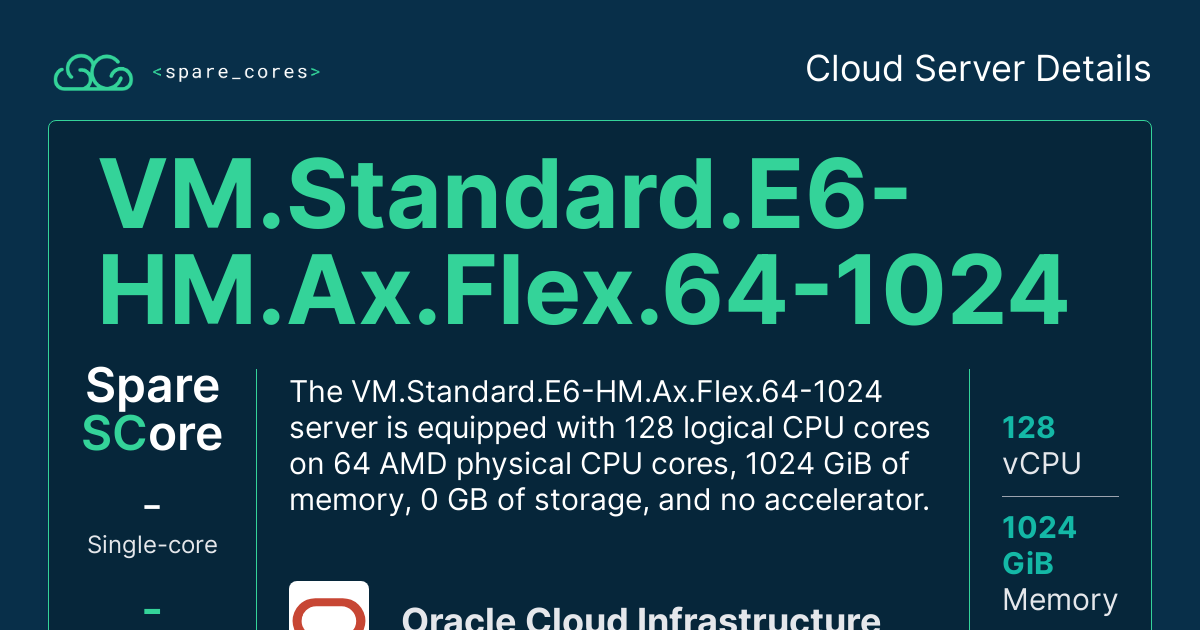 <spare_cores>
Cloud Server Details
VM.Standard.E6-
HM.Ax.Flex.64-1024
Spare
SCore
–
Single-core
–
The VM.Standard.E6-HM.Ax.Flex.64-1024
server is equipped with 128 logical CPU cores
on 64 AMD physical CPU cores, 1024 GiB of
memory, 0 GB of storage, and no accelerator.
Oracle Cloud Infrastructure
128
vCPU
1024
GiB
Memory